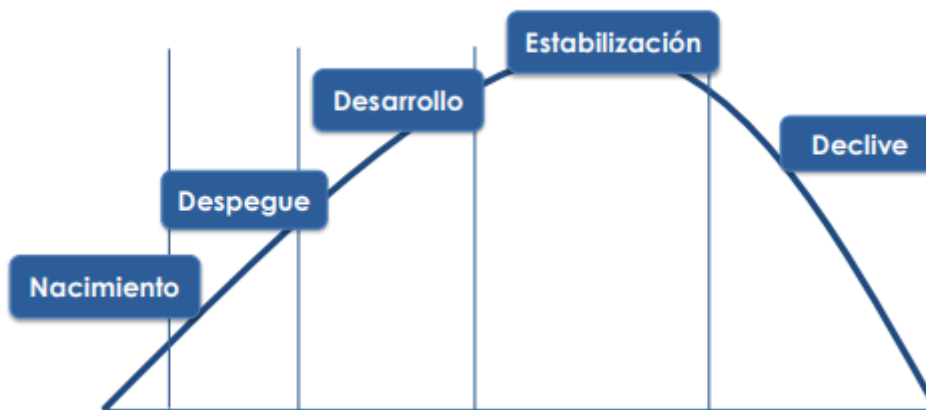 Nacimiento
Despegue
Desarrollo
Estabilización
Declive